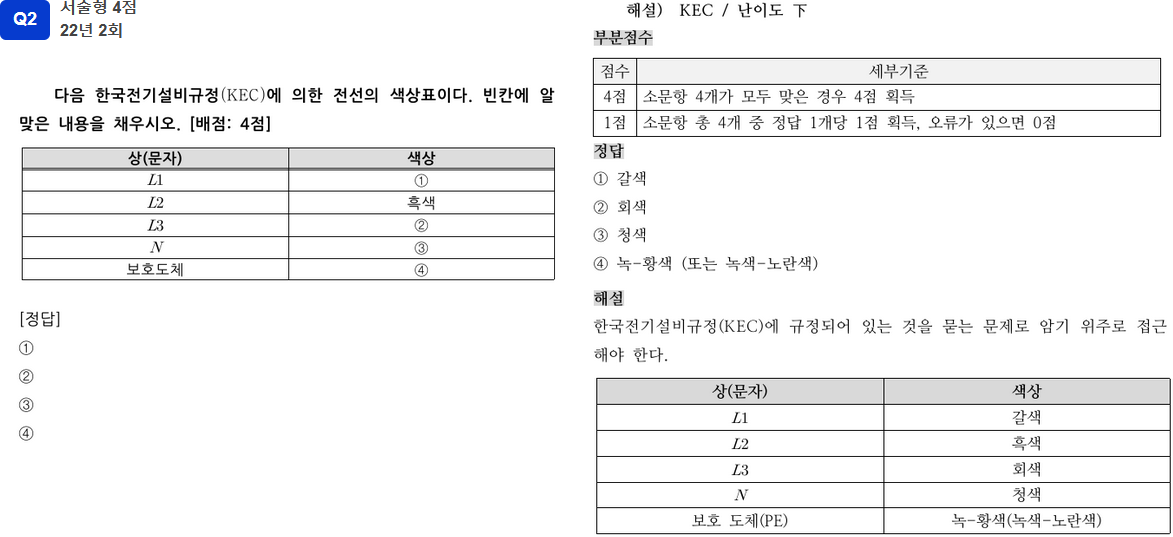 Q2
서술형 4점
22년 2회
다음 한국전기설비규정(KEC)에 의한 전선의 색상표이다. 빈칸에 알
맞은 내용을 채우시오. [배점: 4점]
상(문자) 색상
L1 ①
L2 흑색
L3 ②
N ③
보호도체 ④
[정답]
①
②
③
④
해설) KEC / 난이도 下
부분점수
점수 세부기준
4점 소문항 4개가 모두 맞은 경우 4점 획득
1점 소문항 총 4개 중 정답 1개당 1점 획득, 오류가 있으면 0점
정답
① 갈색
② 회색
③ 청색
④ 녹-황색 (또는 녹색-노란색)
해설
한국전기설비규정(KEC)에 규정되어 있는 것을 묻는 문제로 암기 위주로 접근
해야 한다.
상(문자) 색상
L1 갈색
L2 흑색
L3 회색
N 청색
보호 도체(PE) 녹-황색(녹색-노란색)